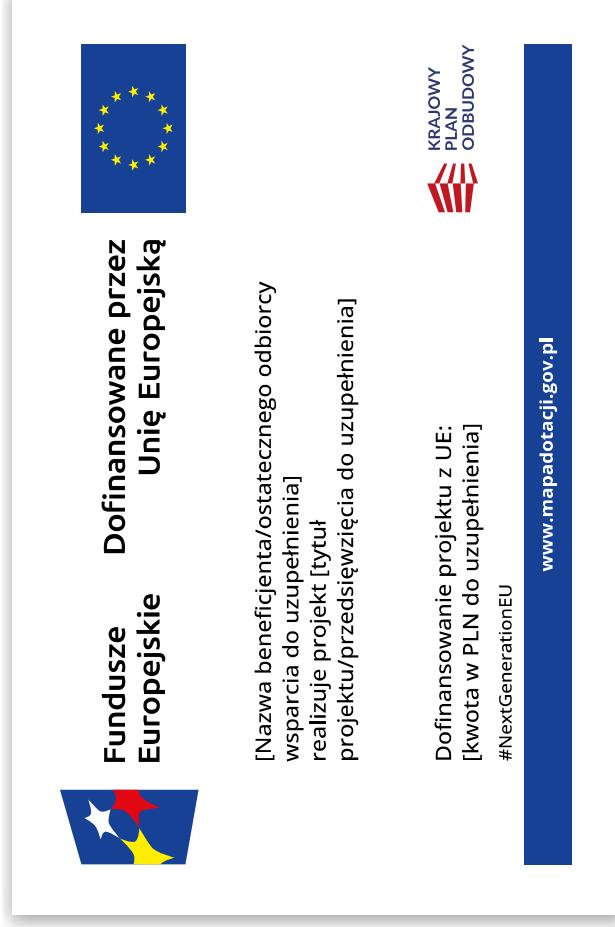 Fundusze
Europejskie
Dofinansowane przez
Unię Europejską
[Nazwa beneficjenta/ostatecznego odbiorcy
wsparcia do uzupełnienia]
realizuje projekt [tytuł
projektu/przedsięwzięcia do uzupełnienia]
Dofinansowanie projektu z UE:
[kwota w PLN do uzupełnienia]
#NextGenerationEU
KRAJOWY
PLAN
ODBUDOWY
www.mapadotacji.gov.pl